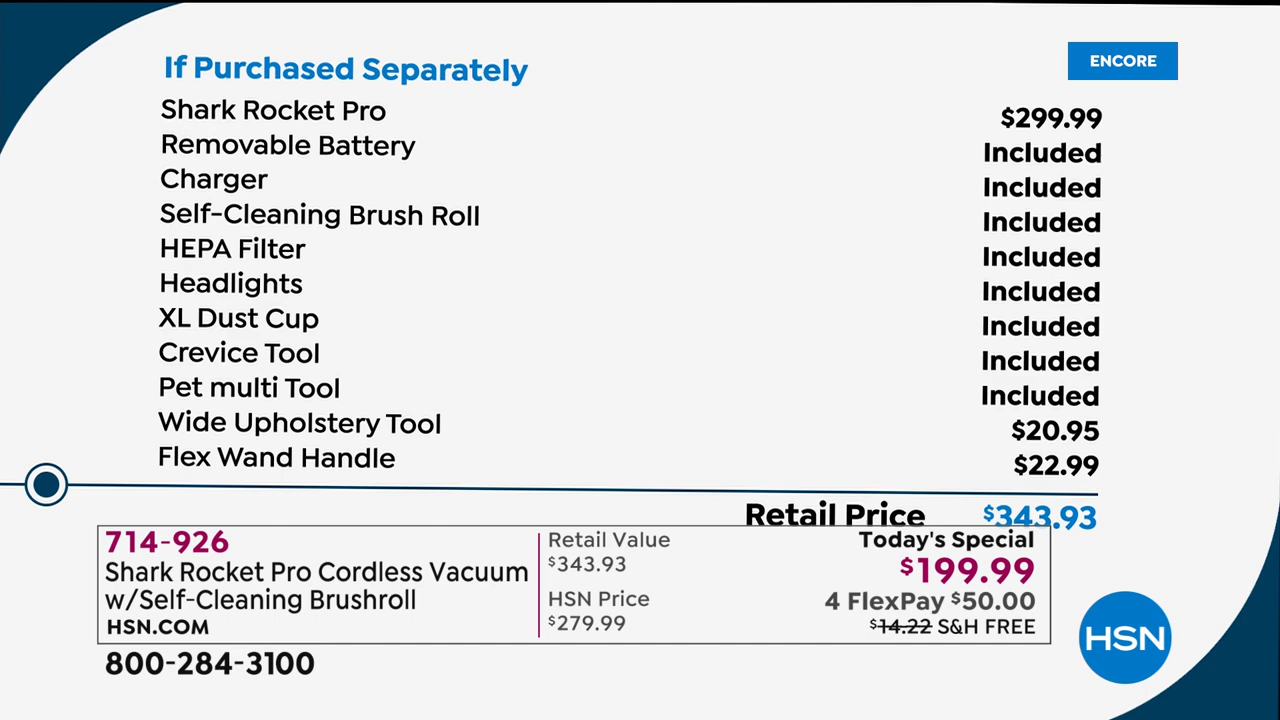 If Purchased Separately
ENCORE
Shark Rocket Pro $299.99
Removable Battery Included
Charger Included
Self-Cleaning Brush Roll Included
HEPA Filter Included
Headlights Included
XL Dust Cup Included
Crevice Tool Included
Pet multi Tool Included
Wide Upholstery Tool $20.95
Flex Wand Handle $22.99
Retail Price $343.93
714-926
Shark Rocket Pro Cordless Vacuum
w/Self-Cleaning Brushroll
HSN.COM
Retail Value
$343.93
HSN Price
$279.99
Today's Special
$199.99
4 FlexPay $50.00
$14.22 S&H FREE
HSN
800-284-3100